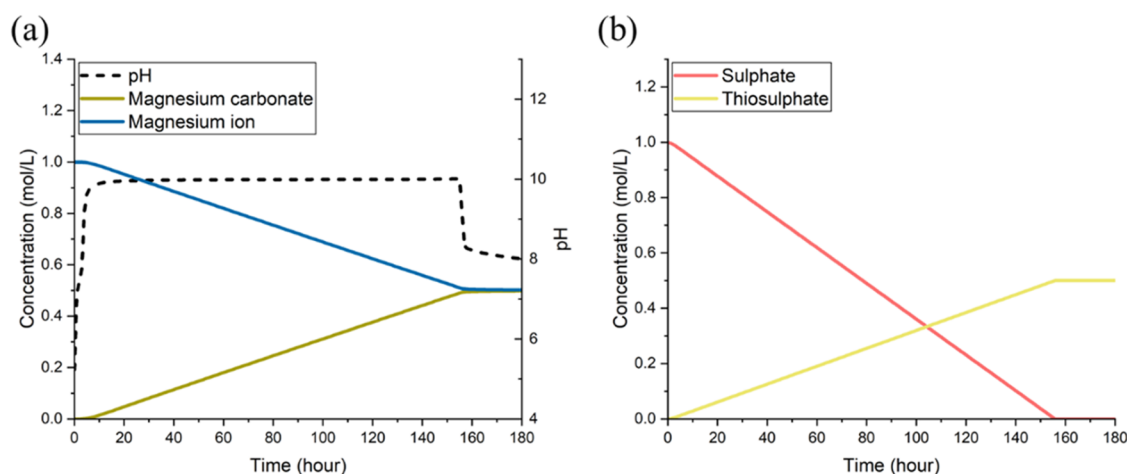 (a)
(b)
1.4
1.2
1.0
0.8
0.6
0.4
0.2
0.0
Concentration (mol/L)
pH
Magnesium carbonate
Magnesium ion
12
10
8
6
4
pH
0 20 40 60 80 100 120 140 160 180
Time (hour)
1.2
1.0
0.8
0.6
0.4
0.2
0.0
Concentration (mol/L)
Sulphate
Thiosulphate
0 20 40 60 80 100 120 140 160 180
Time (hour)